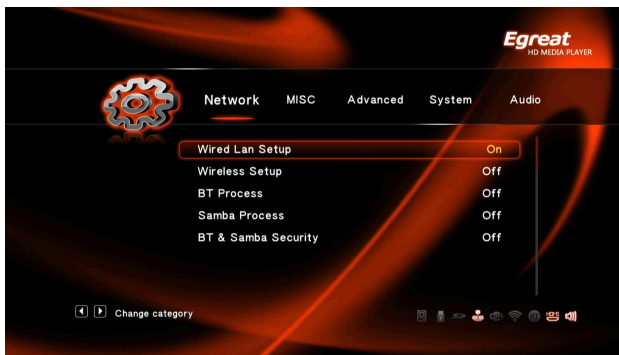 Egreat
HD MEDIA PLAYER
Network MISC Advanced System Audio
Wired Lan Setup On
Wireless Setup Off
BT Process Off
Samba Process Off
BT & Samba Security Off
Change category